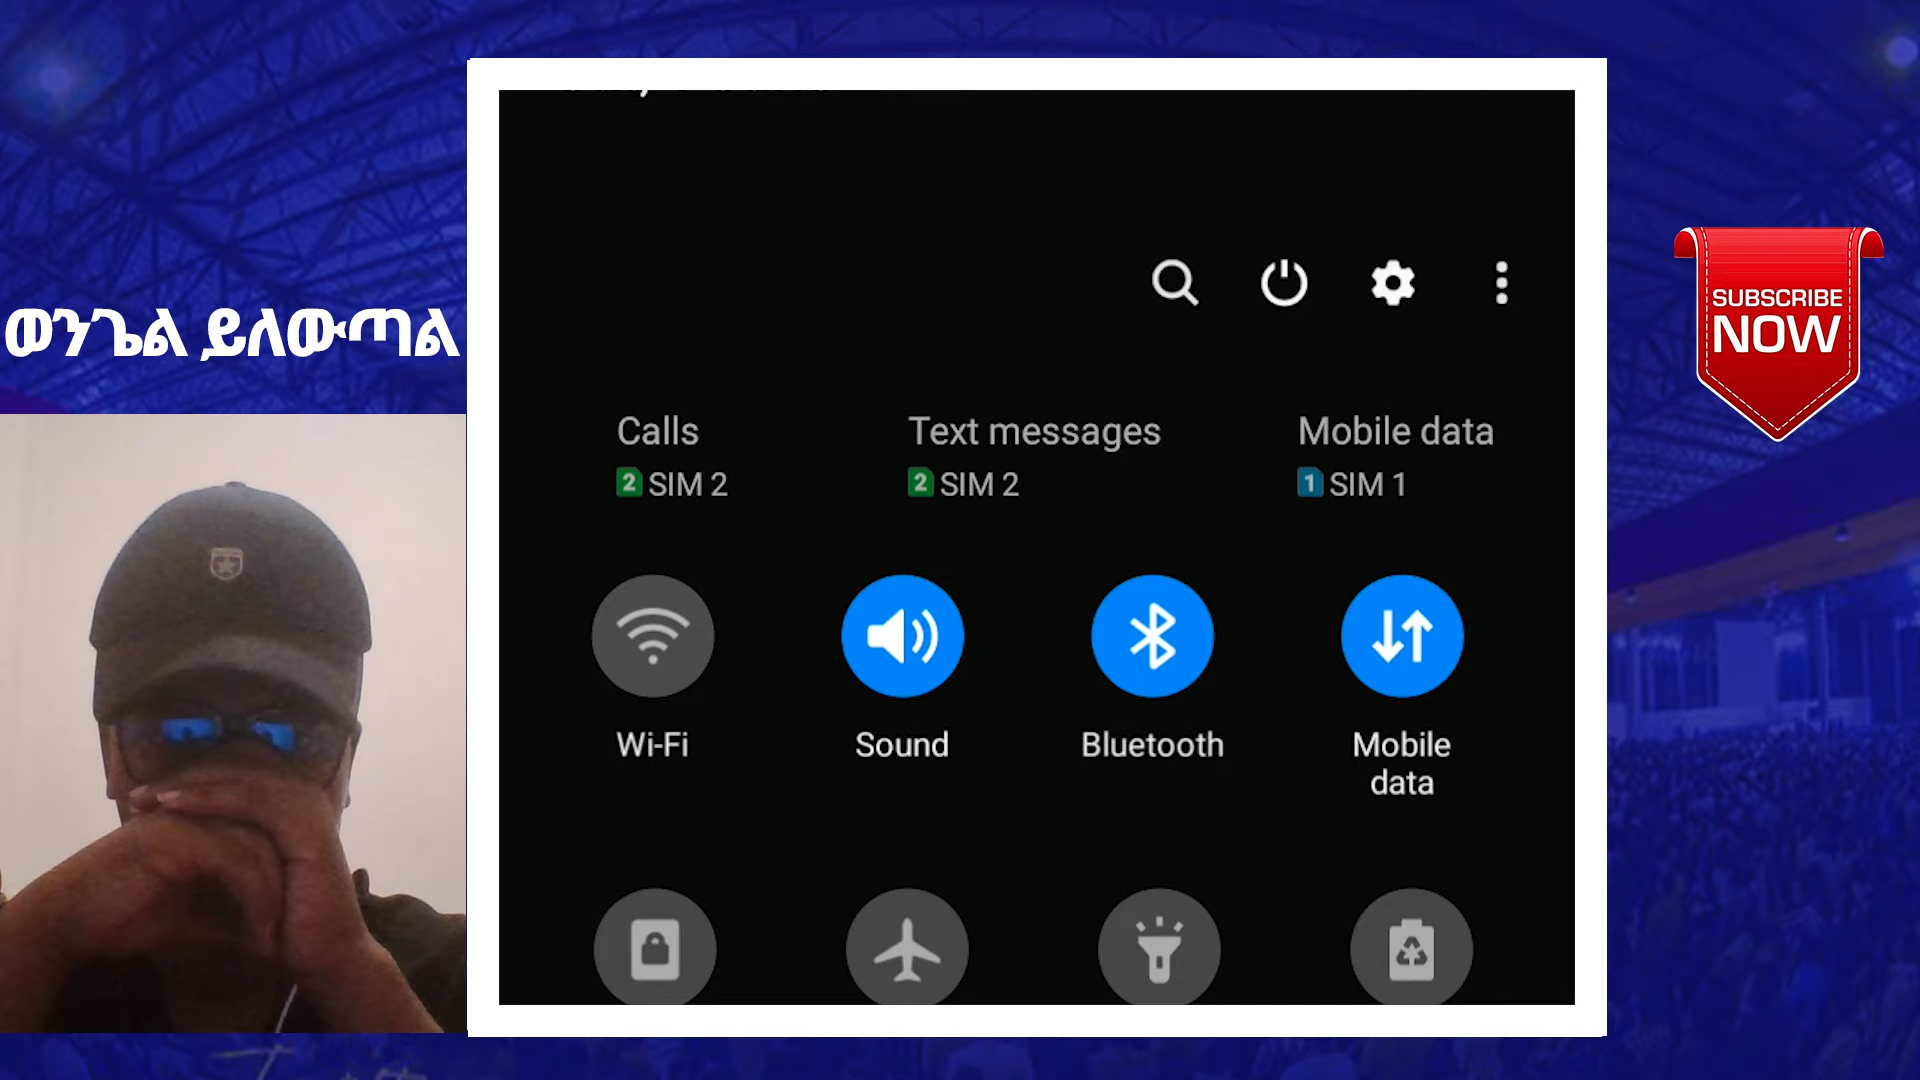 ወንጌል ይለውጣል
SUBSCRIBE
NOW
Calls
Text messages
Mobile data
2 SIM 2
2 SIM 2
1 SIM 1
Wi-Fi
Sound
Bluetooth
Mobile
data